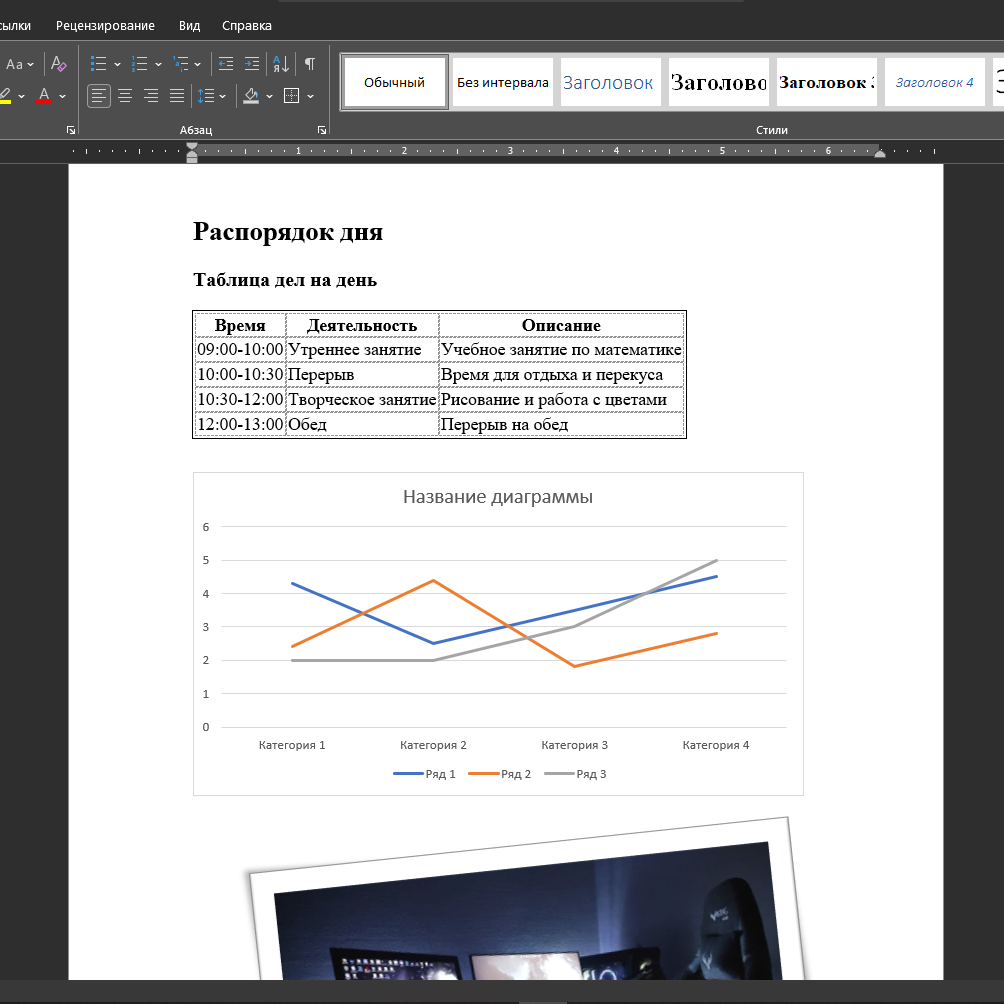 Рецензирование Вид Справка
Aa
А
Абзац
Обычный Без интервала Заголовок Заголовок 4
Стили
1 2 3 4 5 6
Распорядок дня
Таблица дел на день
Время Деятельность Описание
09:00-10:00 Утреннее занятие Учебное занятие по математике
10:00-10:30 Перерыв Время для отдыха и перекуса
10:30-12:00 Творческое занятие Рисование и работа с цветами
12:00-13:00 Обед Перерыв на обед
Название диаграммы
6
5
4
3
2
1
0
Категория 1 Категория 2 Категория 3 Категория 4
Ряд 1 Ряд 2 Ряд 3